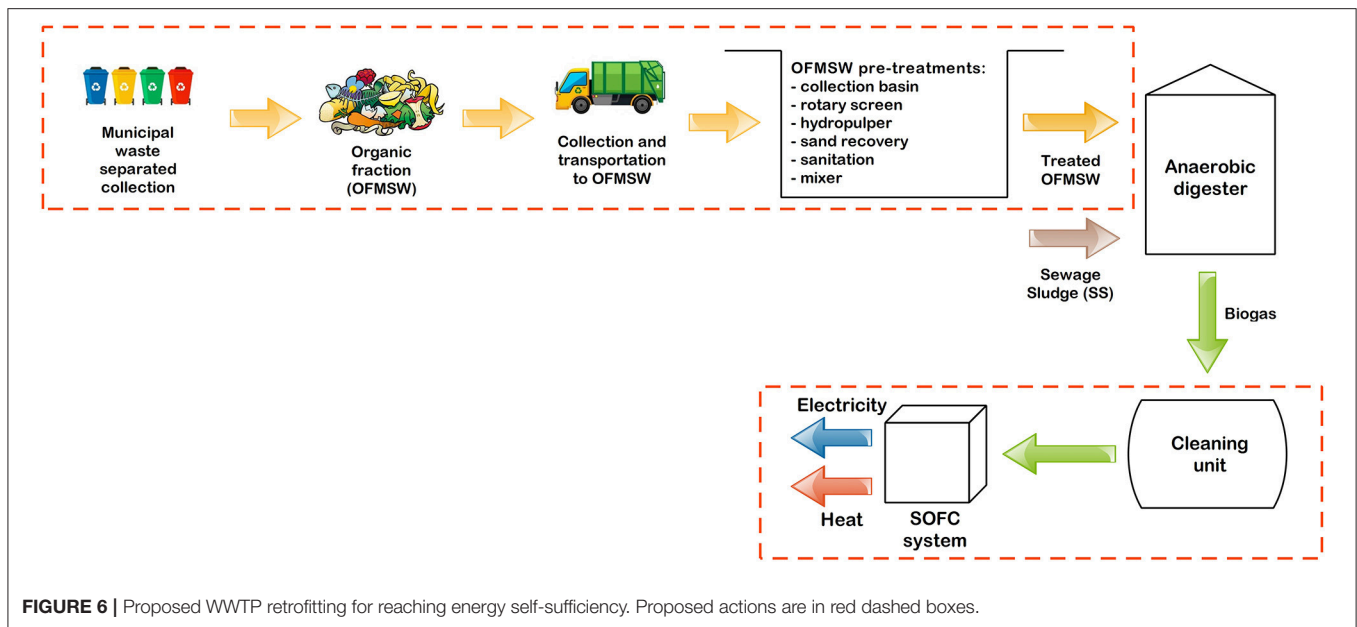 Municipal
waste
separated
collection
Organic
fraction
(OFMSW)
Collection and
transportation
to OFMSW
OFMSW pre-treatments:
- collection basin
- rotary screen
- hydropulper
- sand recovery
- sanitation
- mixer
Treated
OFMSW
Anaerobic
digester
Sewage
Sludge (SS)
Biogas
Electricity
Heat
SOFC
system
Cleaning
unit
FIGURE 6 | Proposed WWTP retrofitting for reaching energy self-sufficiency. Proposed actions are in red dashed boxes.